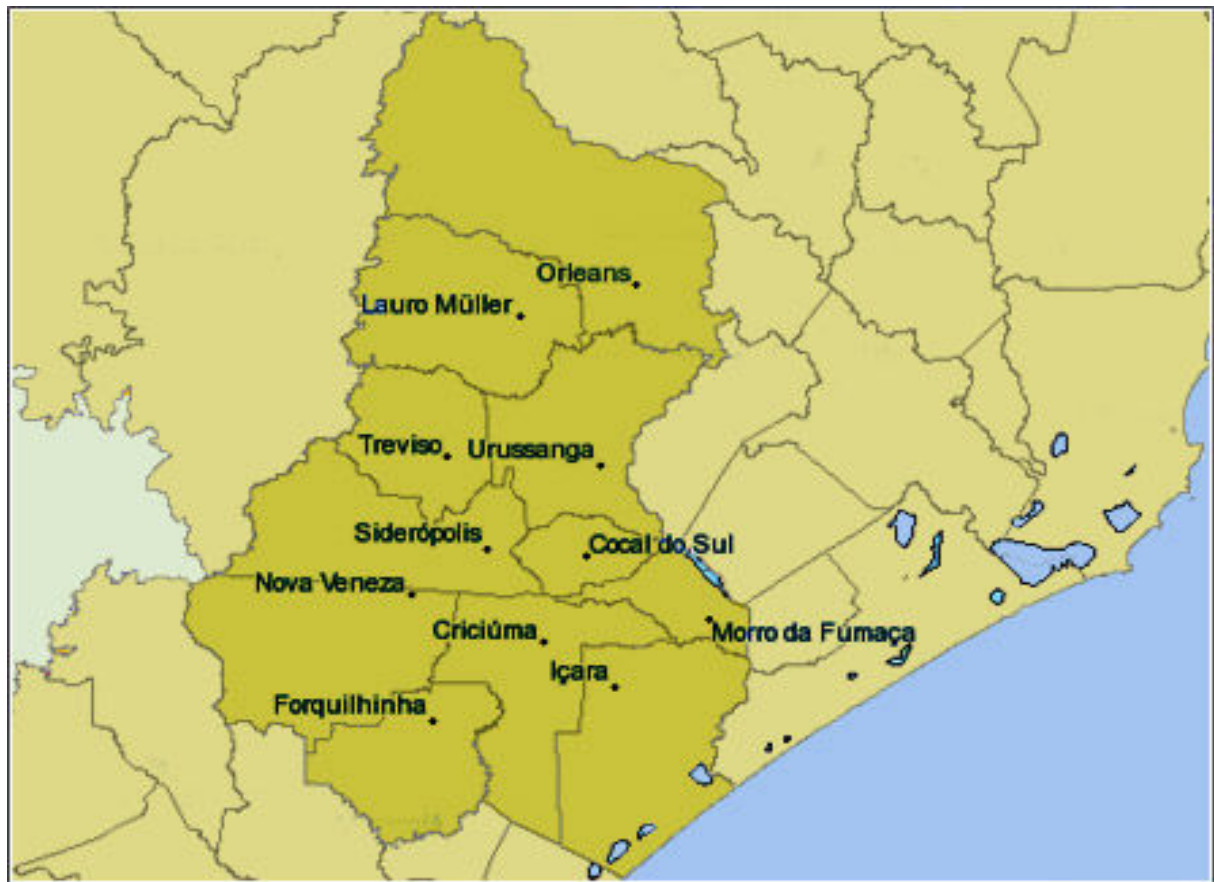 Orleans
Lauro Müller
Treviso
Urussanga
Siderópolis
Cocal do Sul
Nova Veneza
Criciúma
Morro da Fumaça
Içara
Forquilhinha